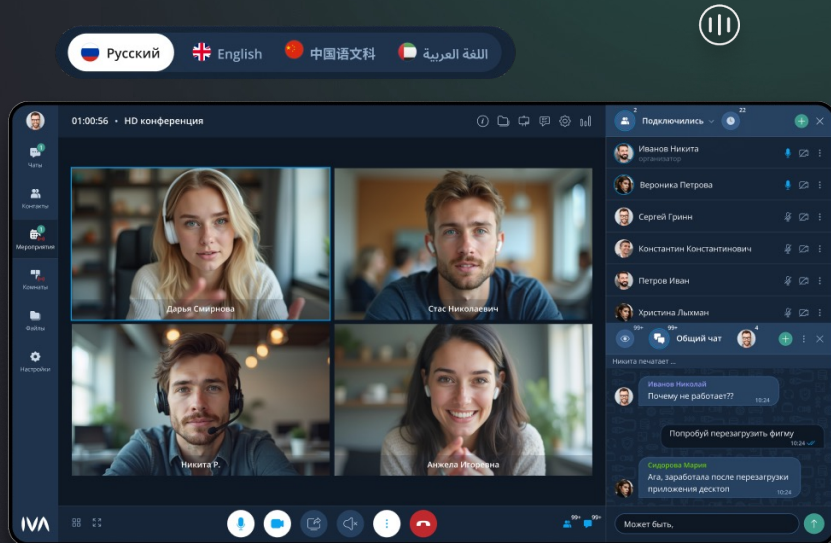 Русский
English
中国语文科
اللغة العربية
01:00:56 • HD конференция
2
Подключились
22
1
Чаты
Контакты
1
Мероприятия
Комнаты
Файлы
Настройки
IVA
Дарья Смирнова
Стас Николаевич
Никита Р.
Анжела Игоревна
99+
99+
Иванов Никита
организатор
Вероника Петрова
Сергей Гринн
Константин Константинович
Петров Иван
Христина Лыхман
99+
99+
Общий чат
4
Никита печатает ...
Иванов Николай
Почему не работает??
10:24
Попробуй перезагрузить фигму
10:24
Сидорова Мария
Ага, заработала после перезагрузки
приложения десктоп
10:24
Может быть,